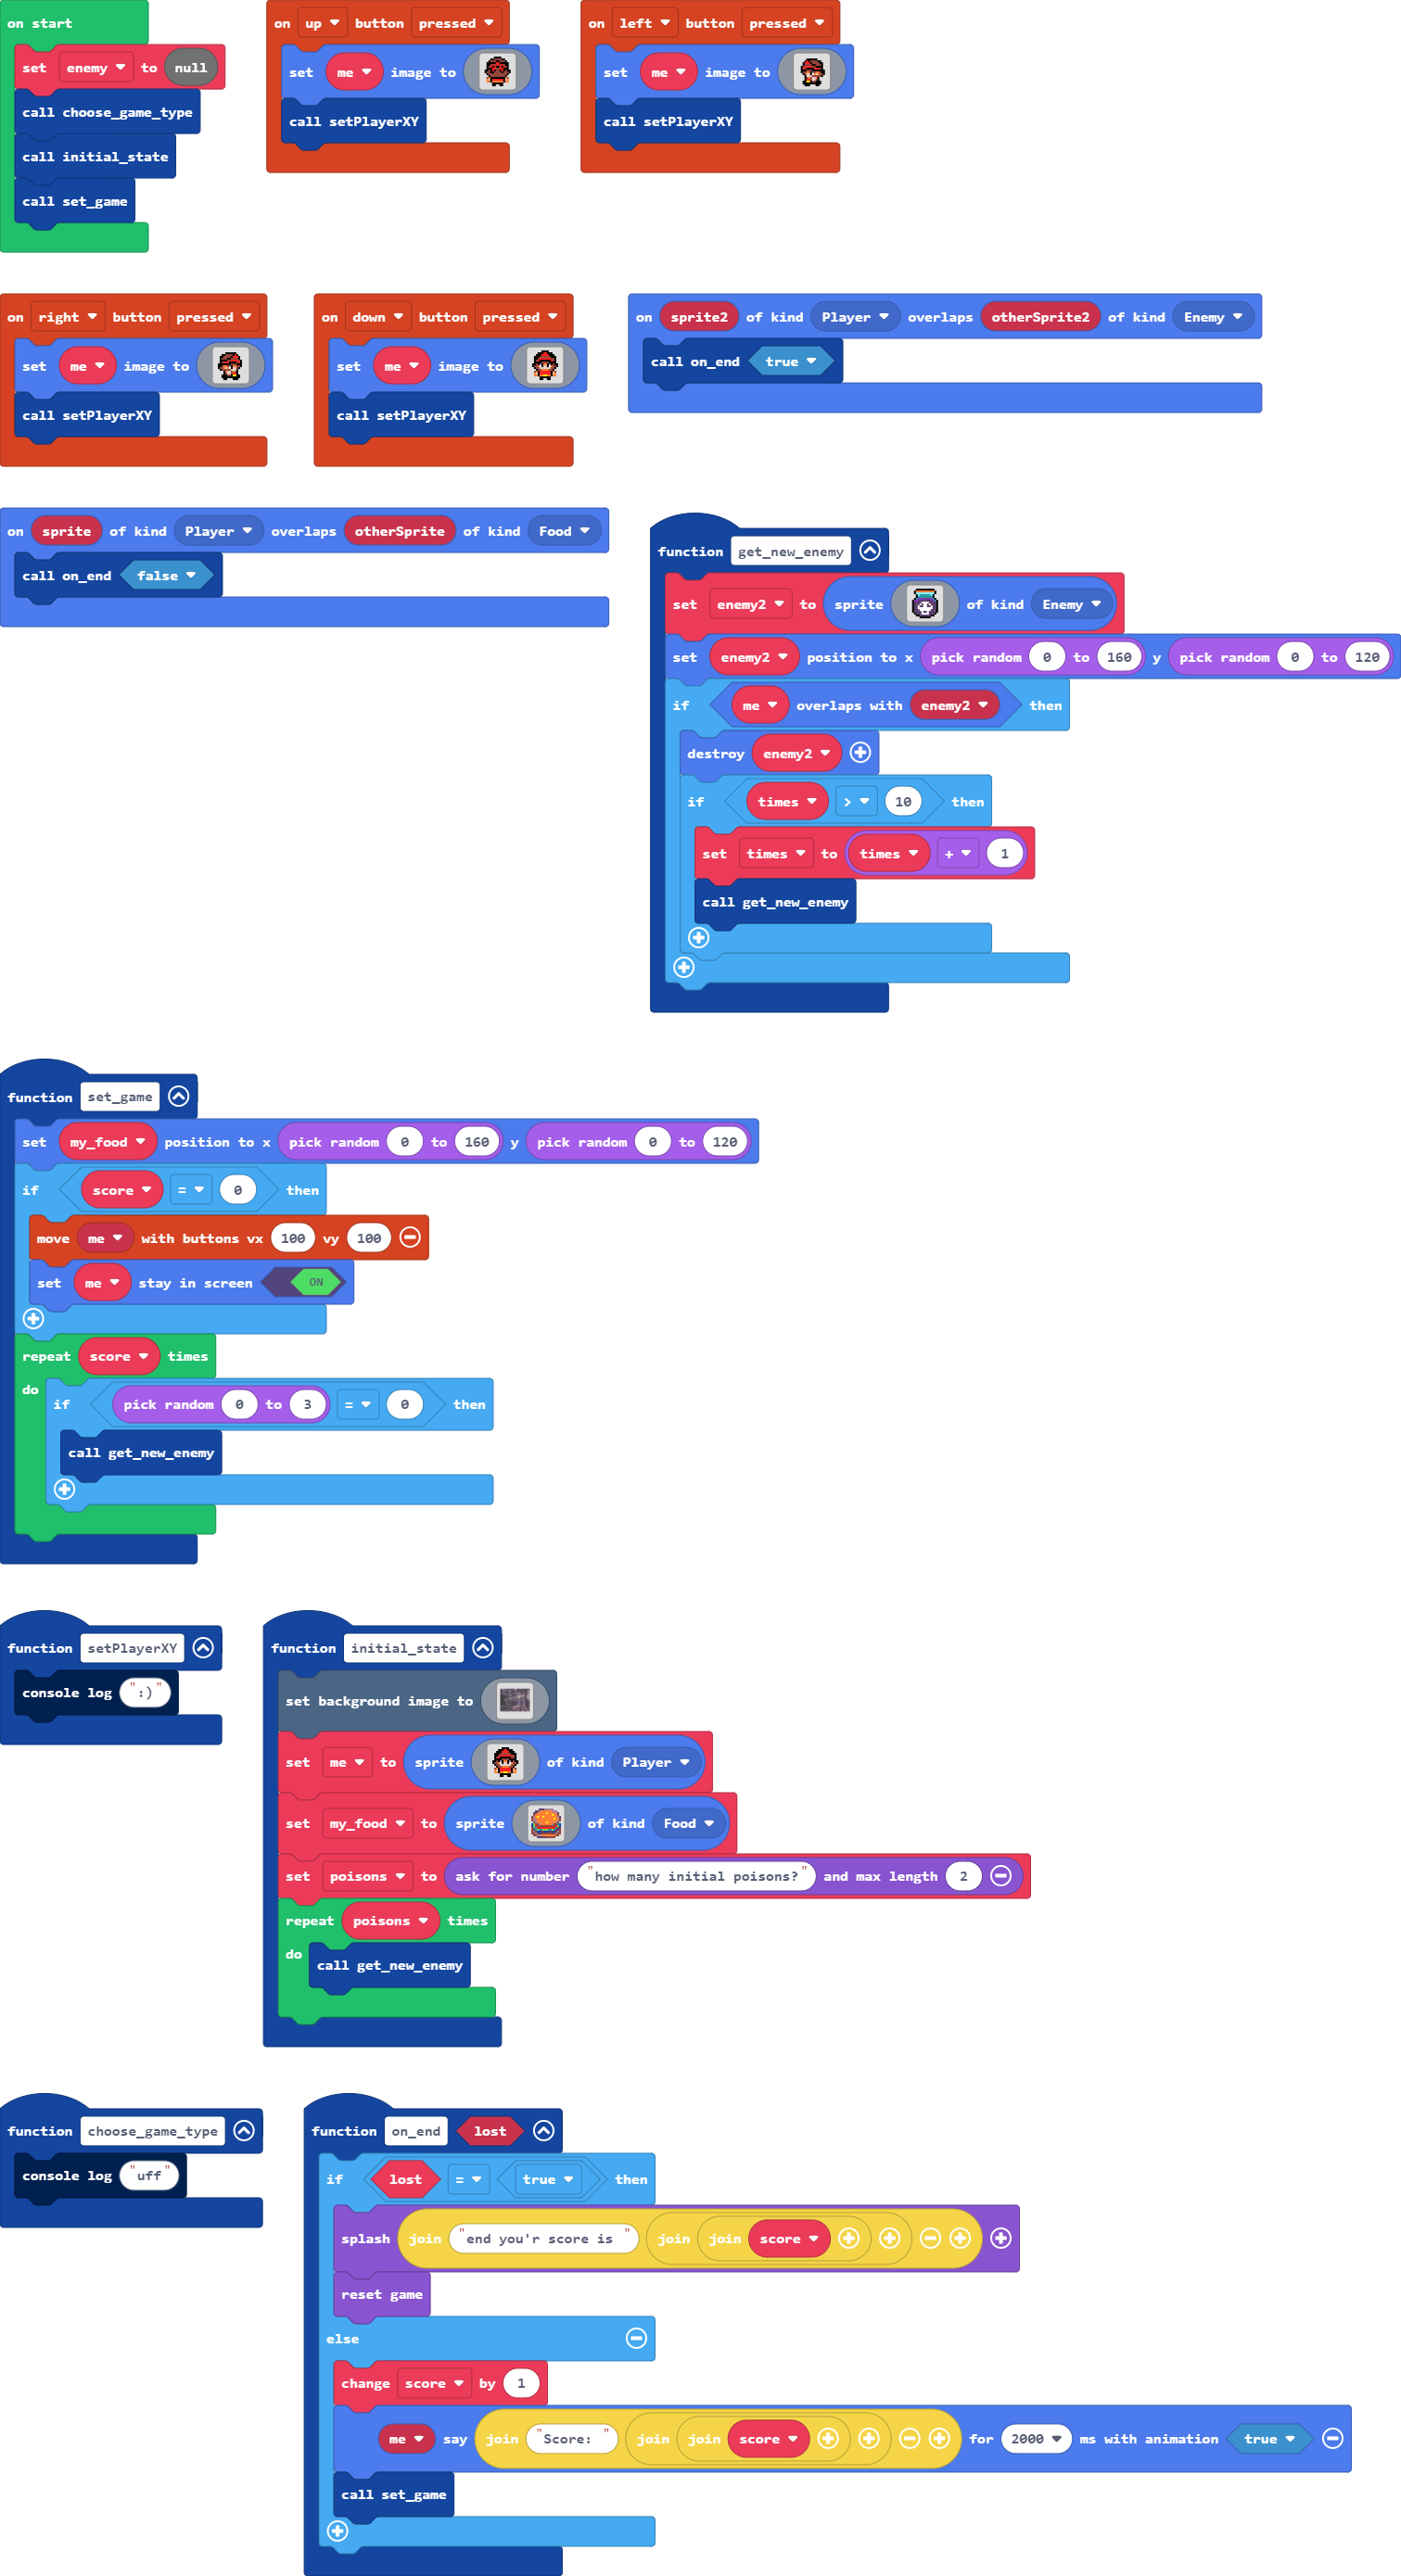 on start
set enemy to null
call choose_game_type
call initial_state
call set_game
on up button pressed
set me image to
call setPlayerXY
on left button pressed
set me image to
call setPlayerXY
on right button pressed
set me image to
call setPlayerXY
on down button pressed
set me image to
call setPlayerXY
on sprite2 of kind Player overlaps otherSprite2 of kind Enemy
call on_end true
on sprite of kind Player overlaps otherSprite of kind Food
call on_end false
function get_new_enemy
set enemy2 to sprite of kind Enemy
set enemy2 position to x pick random 0 to 160 y pick random 0 to 120
if me overlaps with enemy2 then
destroy enemy2
if times > 10 then
set times to times + 1
call get_new_enemy
function set_game
set my_food position to x pick random 0 to 160 y pick random 0 to 120
if score = 0 then
move me with buttons vx 100 vy 100
set me stay in screen ON
repeat score times
do if pick random 0 to 3 = 0 then
call get_new_enemy
function setPlayerXY
console log ":)"
function initial_state
set background image to
set me to sprite of kind Player
set my_food to sprite of kind Food
set poisons to ask for number "how many initial poisons?" and max length 2
repeat poisons times
do call get_new_enemy
function choose_game_type
console log "uff"
function on_end lost
if lost = true then
splash join "end you'r score is " join join score
reset game
else
change score by 1
me say join "Score: " join join score for 2000 ms with animation true
call set_game